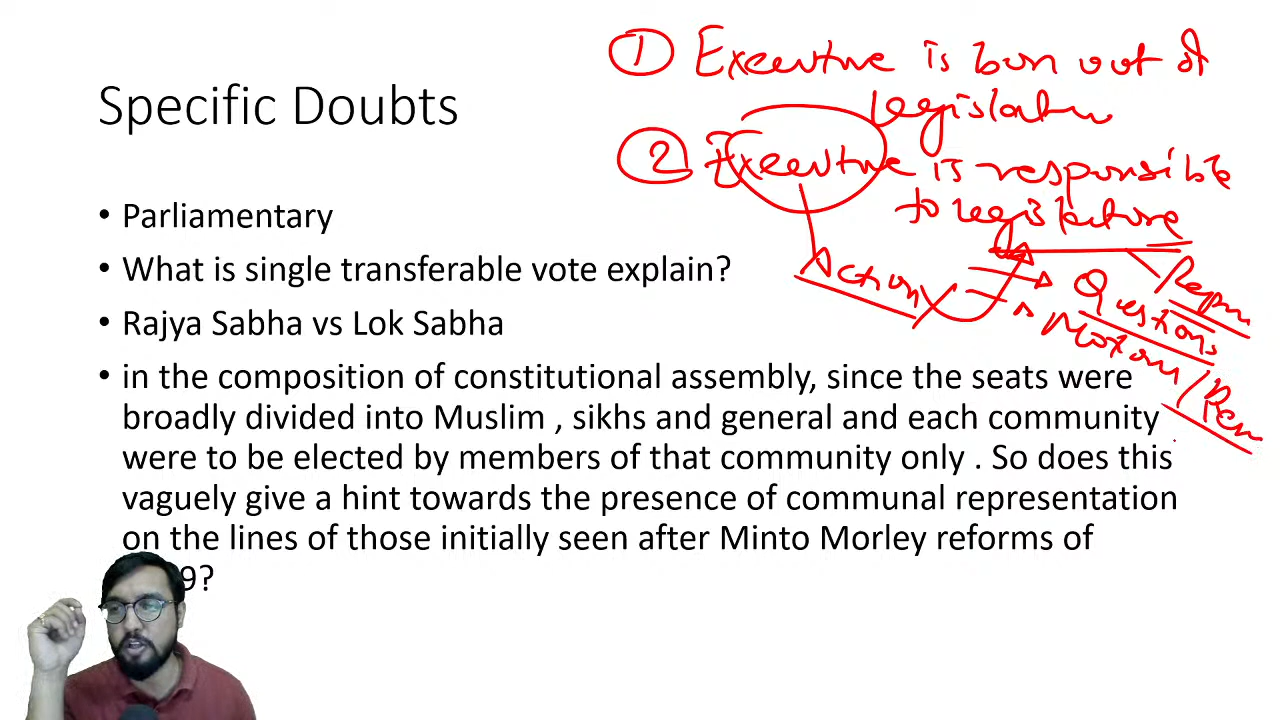 Specific Doubts
• Parliamentary
• What is single transferable vote explain?
• Rajya Sabha vs Lok Sabha
• in the composition of constitutional assembly, since the seats were
broadly divided into Muslim , sikhs and general and each community
were to be elected by members of that community only . So does this
vaguely give a hint towards the presence of communal representation
on the lines of those initially seen after Minto Morley reforms of
9?
① Executive is born out of
legislature
② Executive is responsible
to legislature
Action
Questions
Motion/